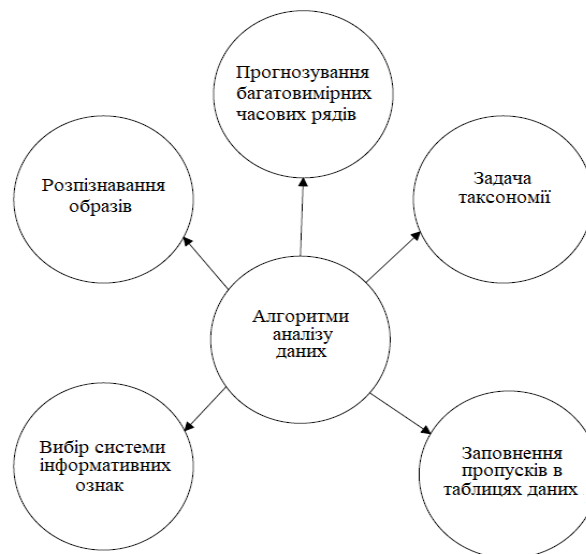 Прогнозування
багатовимірних
часових рядів
Розпізнавання
образів
Задача
таксономії
Алгоритми
аналізу
даних
Вибір системи
інформативних
ознак
Заповнення
пропусків в
таблицях даних